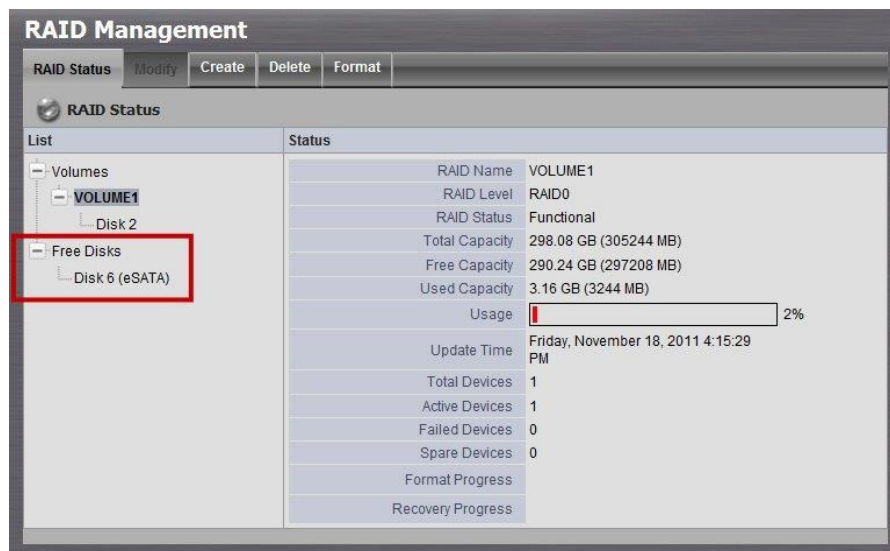 RAID Management
RAID Status Modify Create Delete Format
RAID Status
List Status
Volumes
VOLUME1
Disk 2
Free Disks
Disk 6 (eSATA)
RAID Name VOLUME1
RAID Level RAID0
RAID Status Functional
Total Capacity 298.08 GB (305244 MB)
Free Capacity 290.24 GB (297208 MB)
Used Capacity 3.16 GB (3244 MB)
Usage 2%
Update Time Friday, November 18, 2011 4:15:29
PM
Total Devices 1
Active Devices 1
Failed Devices 0
Spare Devices 0
Format Progress
Recovery Progress